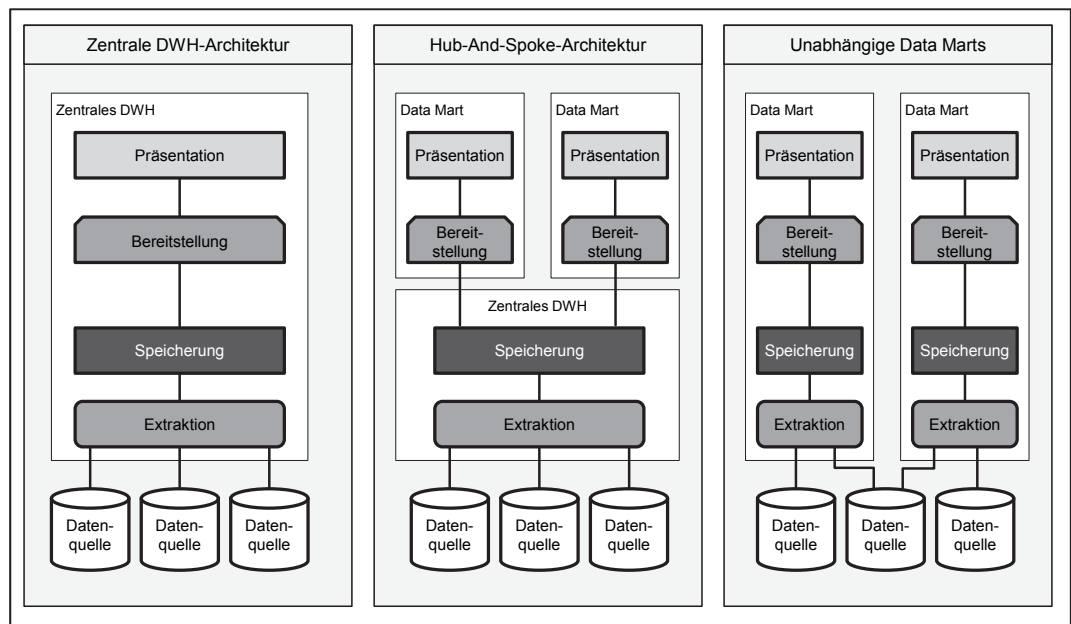 Zentrale DWH-Architektur
Zentrales DWH
Präsentation
Bereitstellung
Speicherung
Extraktion
Daten-
quelle
Daten-
quelle
Daten-
quelle
Hub-And-Spoke-Architektur
Data Mart
Präsentation
Bereit-
stellung
Data Mart
Präsentation
Bereit-
stellung
Zentrales DWH
Speicherung
Extraktion
Daten-
quelle
Daten-
quelle
Daten-
quelle
Unabhängige Data Marts
Data Mart
Präsentation
Bereit-
stellung
Speicherung
Extraktion
Data Mart
Präsentation
Bereit-
stellung
Speicherung
Extraktion
Daten-
quelle
Daten-
quelle
Daten-
quelle